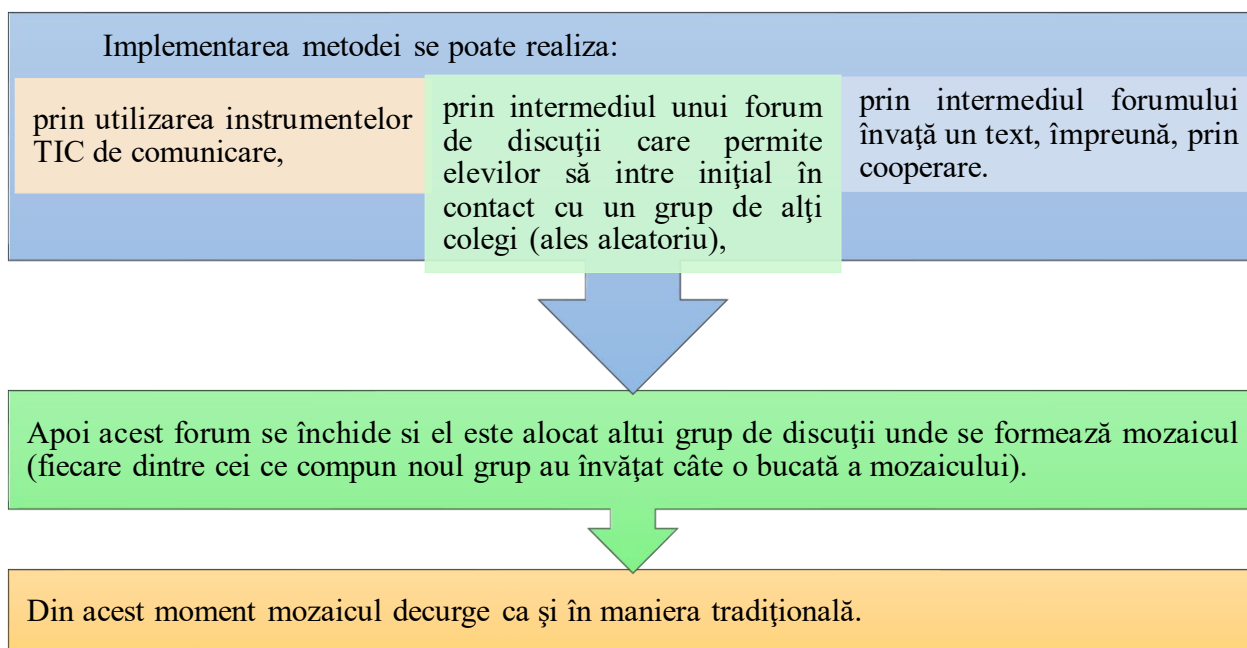 Implementarea metodei se poate realiza:
prin utilizarea instrumentelor
TIC de comunicare,
prin intermediul unui forum
de discuţii care permite
elevilor să intre iniţial în
contact cu un grup de alţi
colegi (ales aleatoriu),
prin intermediul forumului
învaţă un text, împreună, prin
cooperare.
Apoi acest forum se închide si el este alocat altui grup de discuţii unde se formează mozaicul
(fiecare dintre cei ce compun noul grup au învăţat câte o bucată a mozaicului).
Din acest moment mozaicul decurge ca şi în maniera tradiţională.